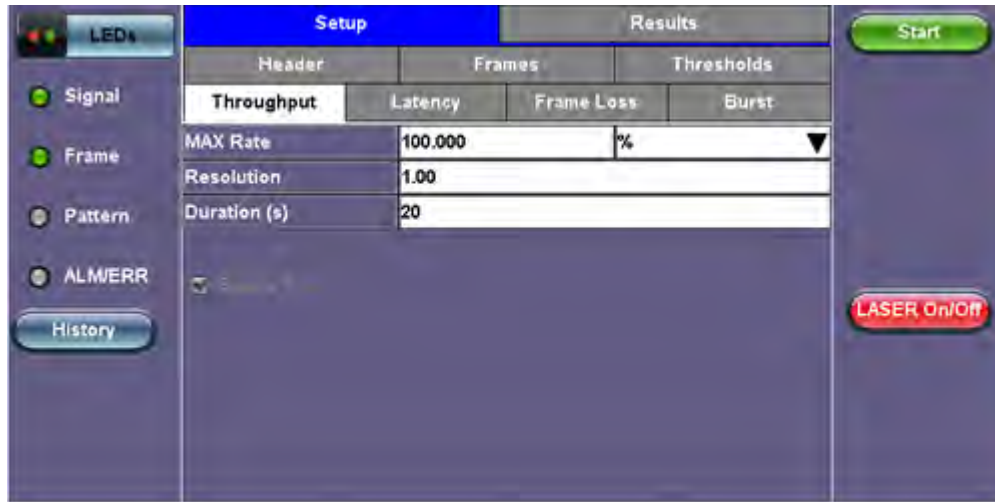 LEDs
Setup Results
Start
Header Frames Thresholds
Signal
Throughput Latency Frame Loss Burst
MAX Rate 100.000 %
Frame
Resolution 1.00
Duration (s) 20
Pattern
ALM/ERR
LASER On/Off
History